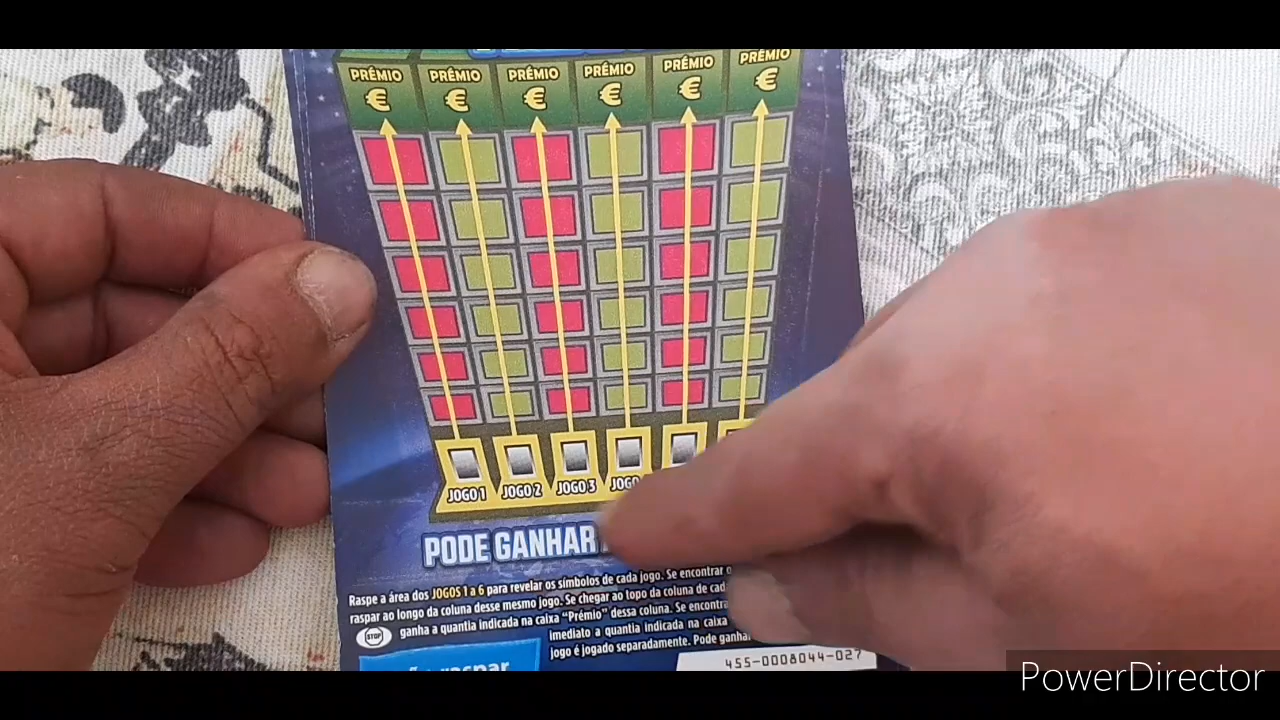 PRÉMIO PRÉMIO PRÉMIO PRÉMIO PRÉMIO PRÉMIO
€ € € € € €
JOGO 1 JOGO 2 JOGO 3 JOGO
PODE GANHAR
Raspe a área dos JOGOS 1 a 6 para revelar os símbolos de cada jogo. Se encontrar o
raspar ao longo da coluna desse mesmo jogo. Se chegar ao topo da coluna de cad
STOP ganha a quantia indicada na caixa "Prémio" dessa coluna. Se encontra
imediato a quantia indicada na caixa
jogo é jogado separadamente. Pode ganha
raspar
455-0008044-027
PowerDirector